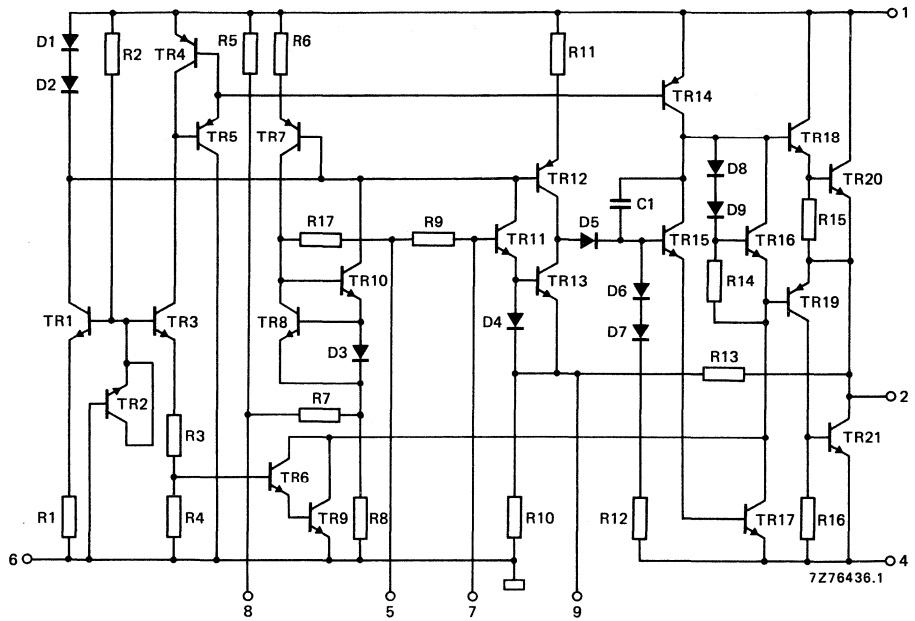 1
D1
R2
TR4
R5
R6
R11
D2
TR14
TR5
TR7
TR18
D8
TR12
TR20
C1
D9
R17
R9
D5
R15
TR11
TR15
TR16
TR10
TR13
R14
D6
TR19
TR1
TR3
TR8
D4
D7
D3
R13
TR2
R7
2
R3
TR21
TR6
R1
R4
TR9
R8
R10
R12
TR17
R16
6
4
7Z76436.1
8
5
7
9